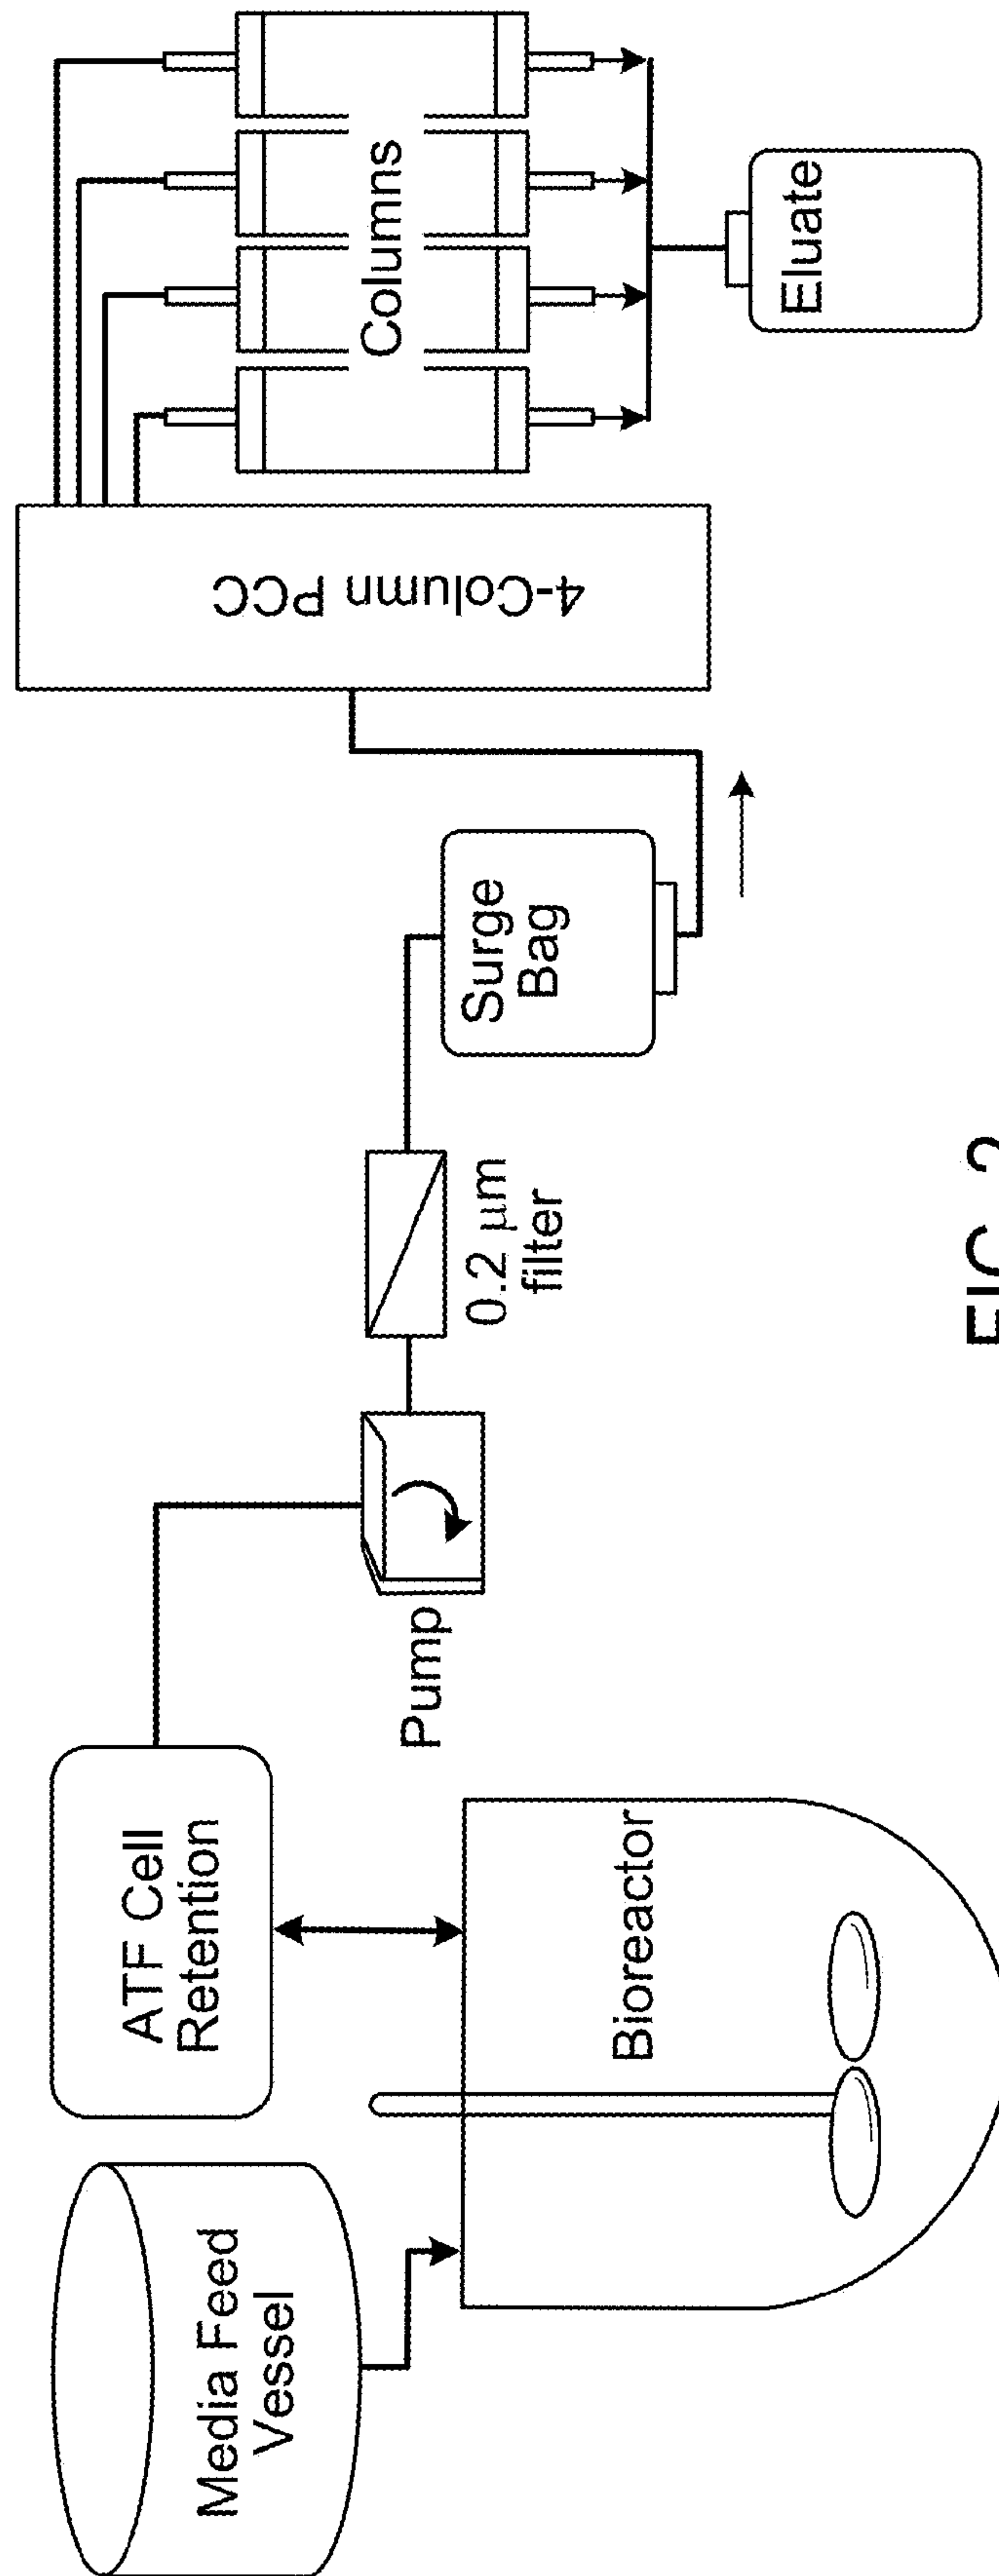 Media Feed
Vessel
ATF Cell
Retention
Bioreactor
Pump
0.2 μm
filter
Surge
Bag
4-Column PCC
Columns
Eluate
FIG. 2